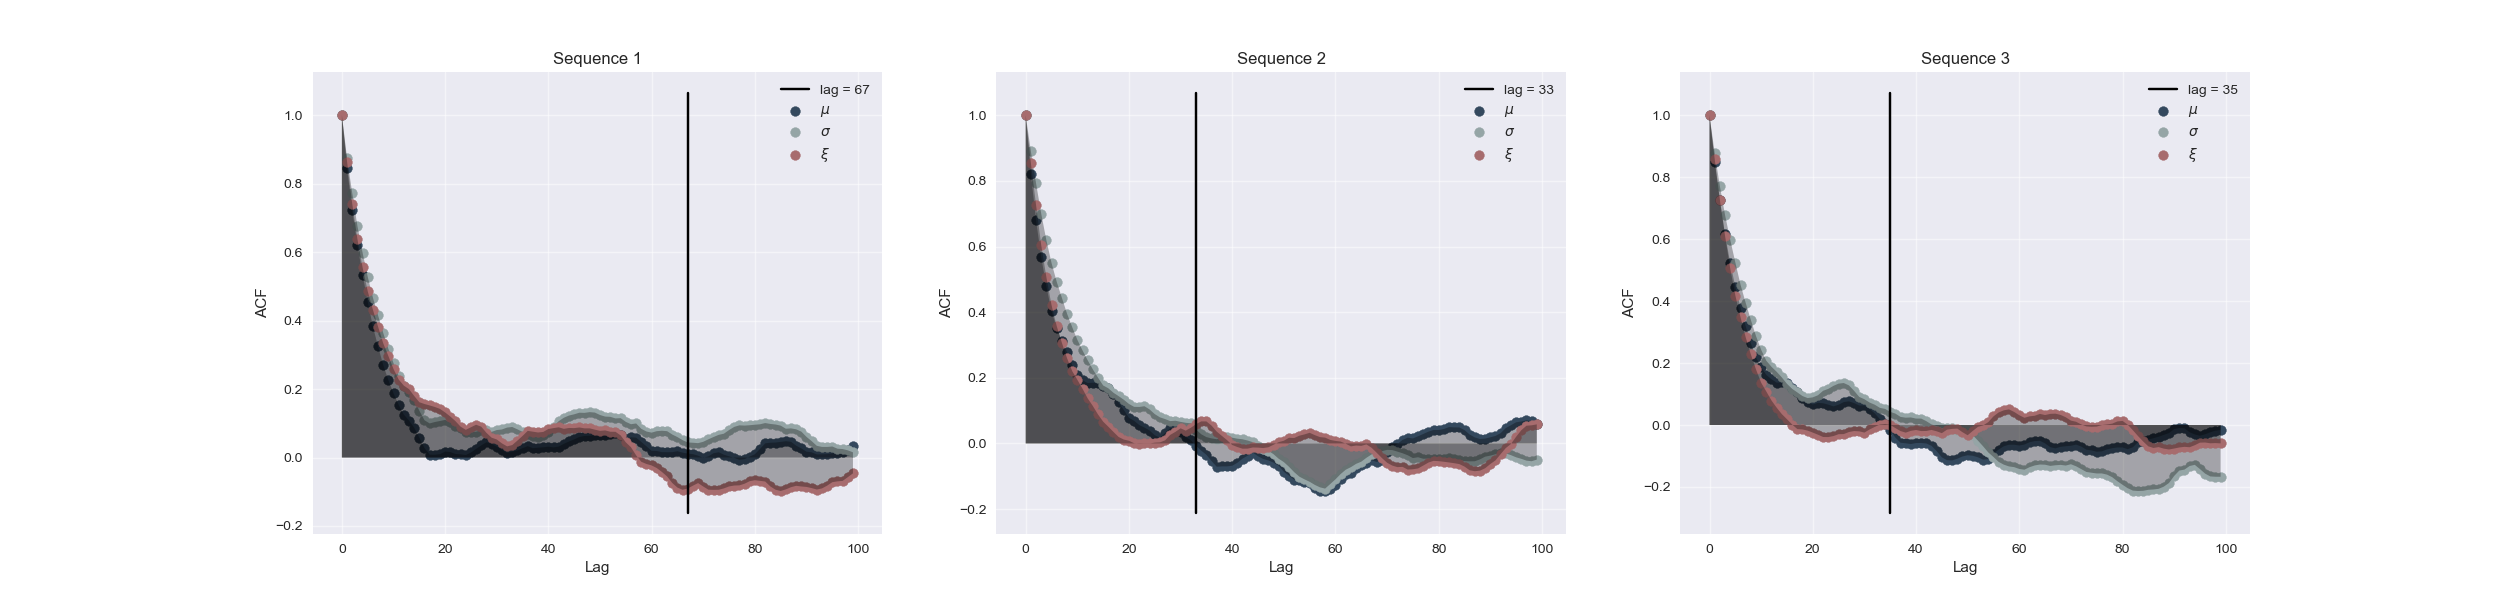 Sequence 1
lag = 67
μ
σ
ξ
ACF
1.0
0.8
0.6
0.4
0.2
0.0
−0.2
0 20 40 60 80 100
Lag
Sequence 2
lag = 33
μ
σ
ξ
ACF
1.0
0.8
0.6
0.4
0.2
0.0
−0.2
0 20 40 60 80 100
Lag
Sequence 3
lag = 35
μ
σ
ξ
ACF
1.0
0.8
0.6
0.4
0.2
0.0
−0.2
0 20 40 60 80 100
Lag